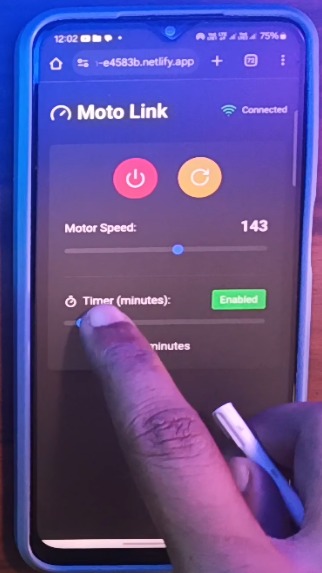 12:02
75%
-e4583b.netlify.app
Moto Link
Connected
Motor Speed: 143
Timer (minutes): Enabled
minutes